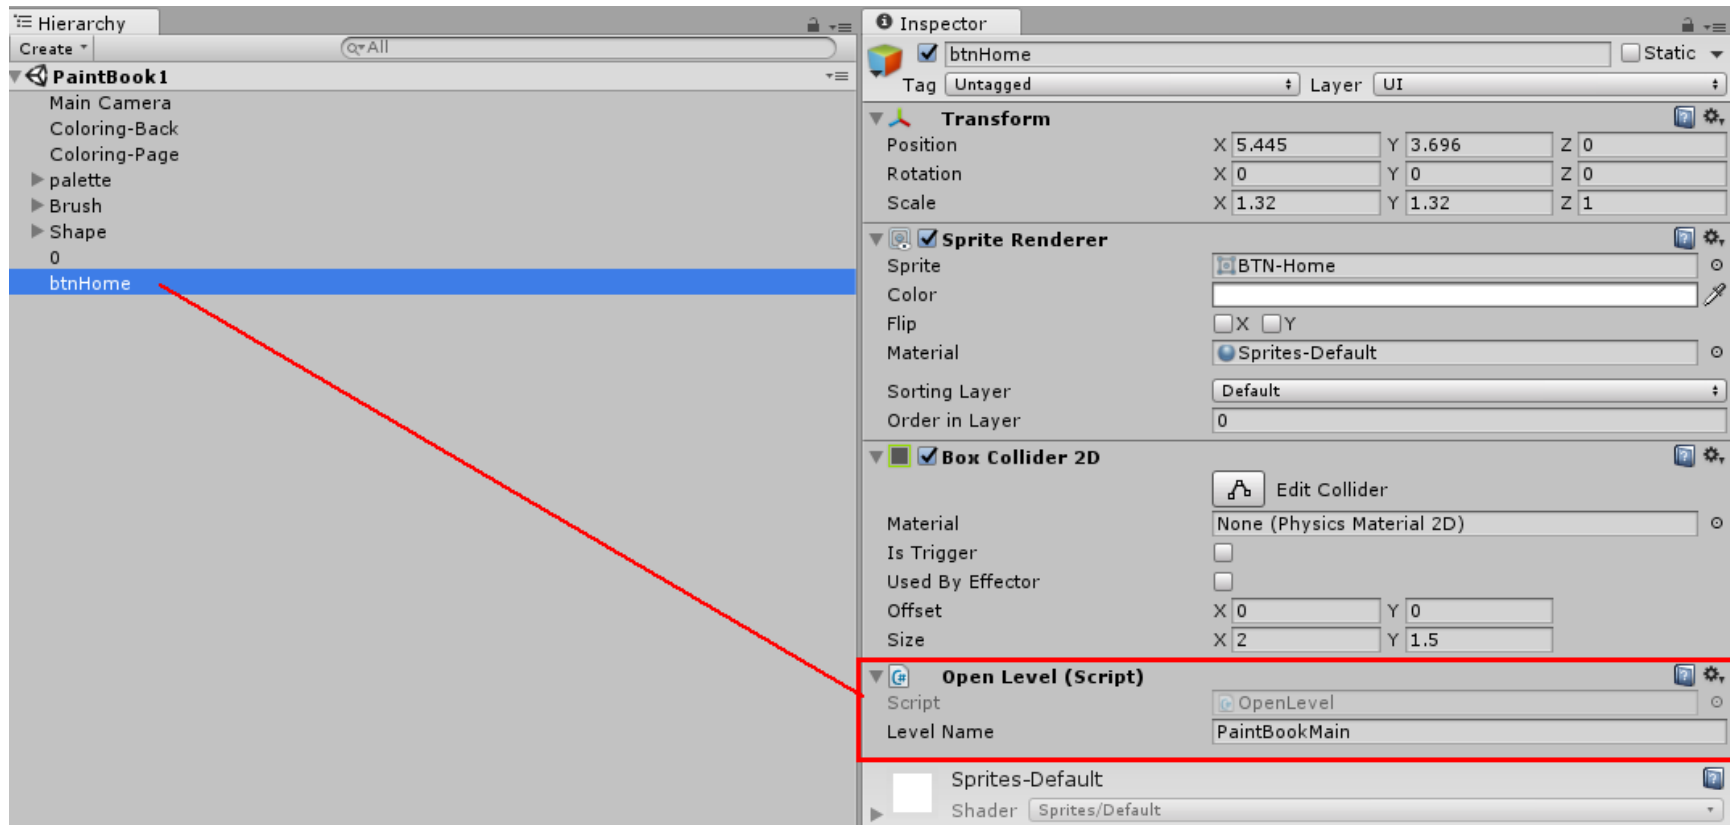 Hierarchy
Create
All
PaintBook1
Main Camera
Coloring-Back
Coloring-Page
palette
Brush
Shape
0
btnHome
Inspector
btnHome Static
Tag Untagged Layer UI
Transform
Position X 5.445 Y 3.696 Z 0
Rotation X 0 Y 0 Z 0
Scale X 1.32 Y 1.32 Z 1
Sprite Renderer
Sprite BTN-Home
Color
Flip X Y
Material Sprites-Default
Sorting Layer Default
Order in Layer 0
Box Collider 2D
Edit Collider
Material None (Physics Material 2D)
Is Trigger
Used By Effector
Offset X 0 Y 0
Size X 2 Y 1.5
Open Level (Script)
Script OpenLevel
Level Name PaintBookMain
Sprites-Default
Shader Sprites/Default